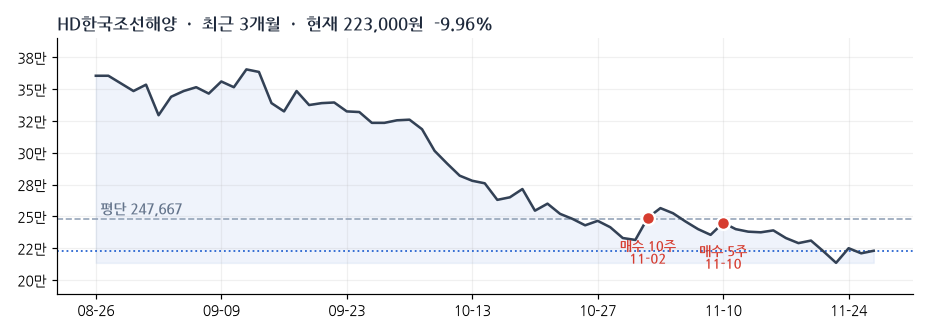 HD한국조선해양 · 최근 3개월 · 현재 223,000원 -9.96%
38만
35만
32만
30만
28만
25만
22만
20만
평단 247,667
매수 10주
11-02
매수 5주
11-10
08-26
09-09
09-23
10-13
10-27
11-10
11-24